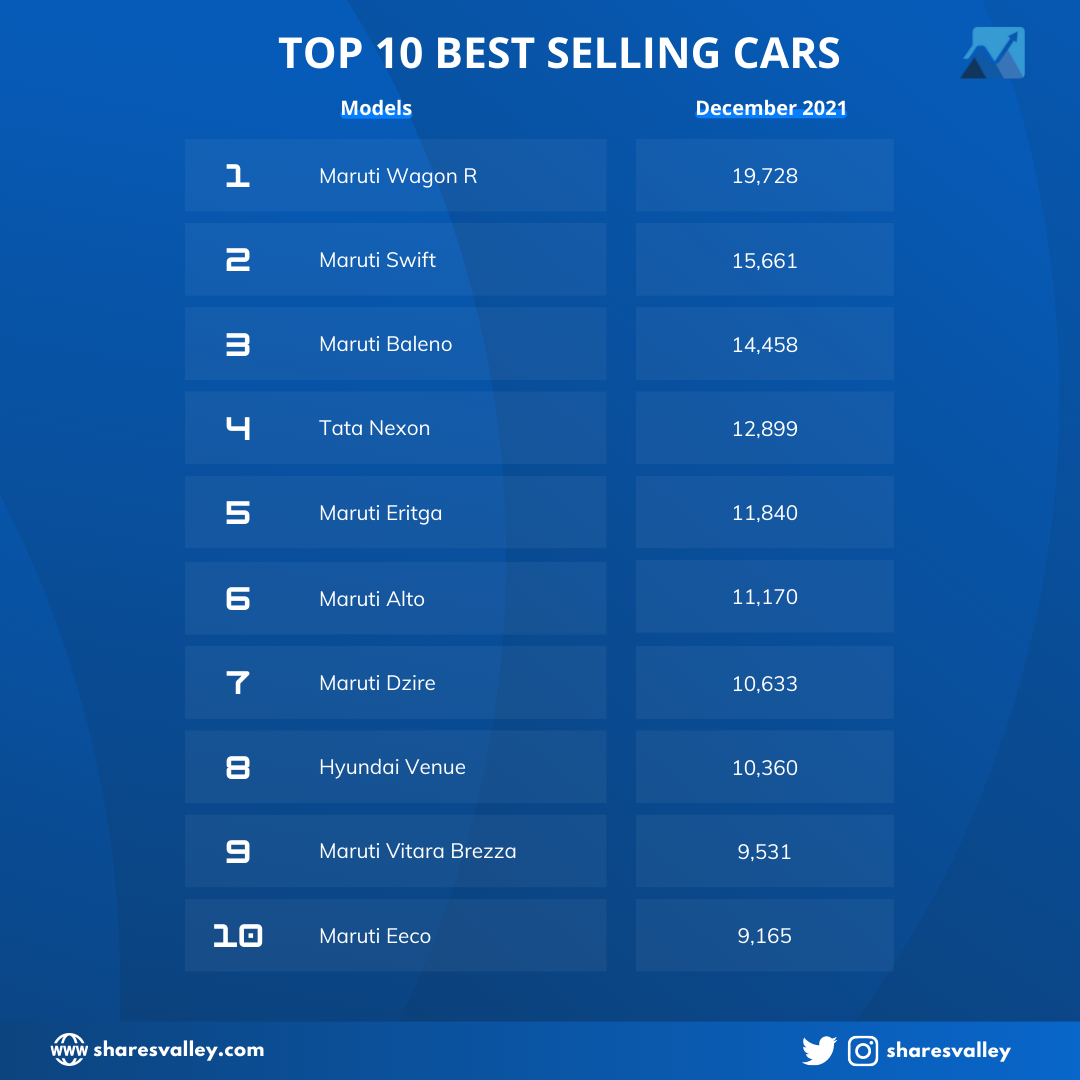 TOP 10 BEST SELLING CARS
Models December 2021
1 Maruti Wagon R 19,728
2 Maruti Swift 15,661
3 Maruti Baleno 14,458
4 Tata Nexon 12,899
5 Maruti Eritga 11,840
6 Maruti Alto 11,170
7 Maruti Dzire 10,633
8 Hyundai Venue 10,360
9 Maruti Vitara Brezza 9,531
10 Maruti Eeco 9,165
WWW sharesvalley.com sharesvalley